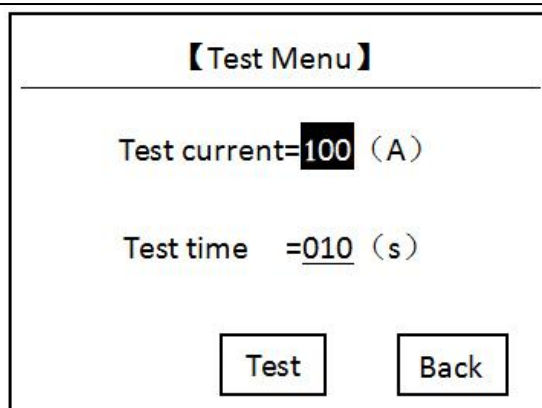 【Test Menu】
Test current=100（A）
Test time =010（s）
Test Back